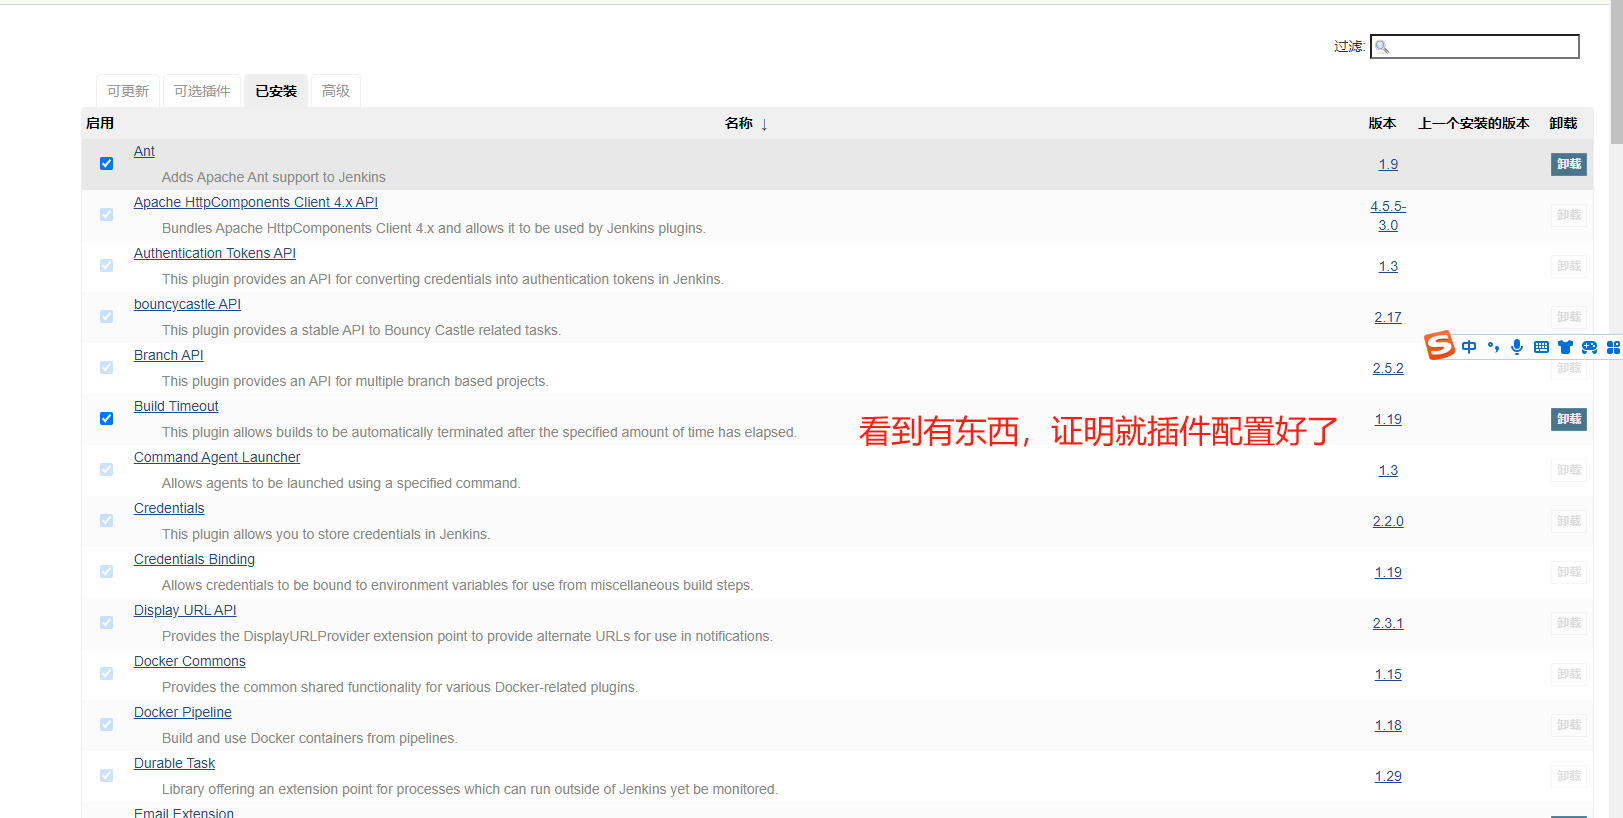 过滤:
可更新 可选插件 已安装 高级
启用 名称 ↓ 版本 上一个安装的版本 卸载
Ant
Adds Apache Ant support to Jenkins
1.9 卸载
Apache HttpComponents Client 4.x API
Bundles Apache HttpComponents Client 4.x and allows it to be used by Jenkins plugins.
4.5.5-
3.0 卸载
Authentication Tokens API
This plugin provides an API for converting credentials into authentication tokens in Jenkins.
1.3 卸载
bouncycastle API
This plugin provides a stable API to Bouncy Castle related tasks.
2.17 卸载
中
Branch API
This plugin provides an API for multiple branch based projects.
2.5.2 卸载
Build Timeout
This plugin allows builds to be automatically terminated after the specified amount of time has elapsed.
看到有东西，证明就插件配置好了
1.19 卸载
Command Agent Launcher
Allows agents to be launched using a specified command.
1.3 卸载
Credentials
This plugin allows you to store credentials in Jenkins.
2.2.0 卸载
Credentials Binding
Allows credentials to be bound to environment variables for use from miscellaneous build steps.
1.19 卸载
Display URL API
Provides the DisplayURLProvider extension point to provide alternate URLs for use in notifications.
2.3.1 卸载
Docker Commons
Provides the common shared functionality for various Docker-related plugins.
1.15 卸载
Docker Pipeline
Build and use Docker containers from pipelines.
1.18 卸载
Durable Task
Library offering an extension point for processes which can run outside of Jenkins yet be monitored.
1.29 卸载
Email Extension